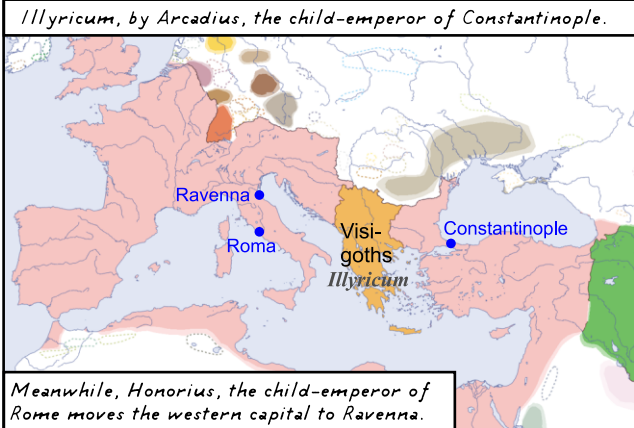 Illyricum, by Arcadius, the child-emperor of Constantinople.
Ravenna
Roma
Visi-
goths
Illyricum
Constantinople
Meanwhile, Honorius, the child-emperor of
Rome moves the western capital to Ravenna.